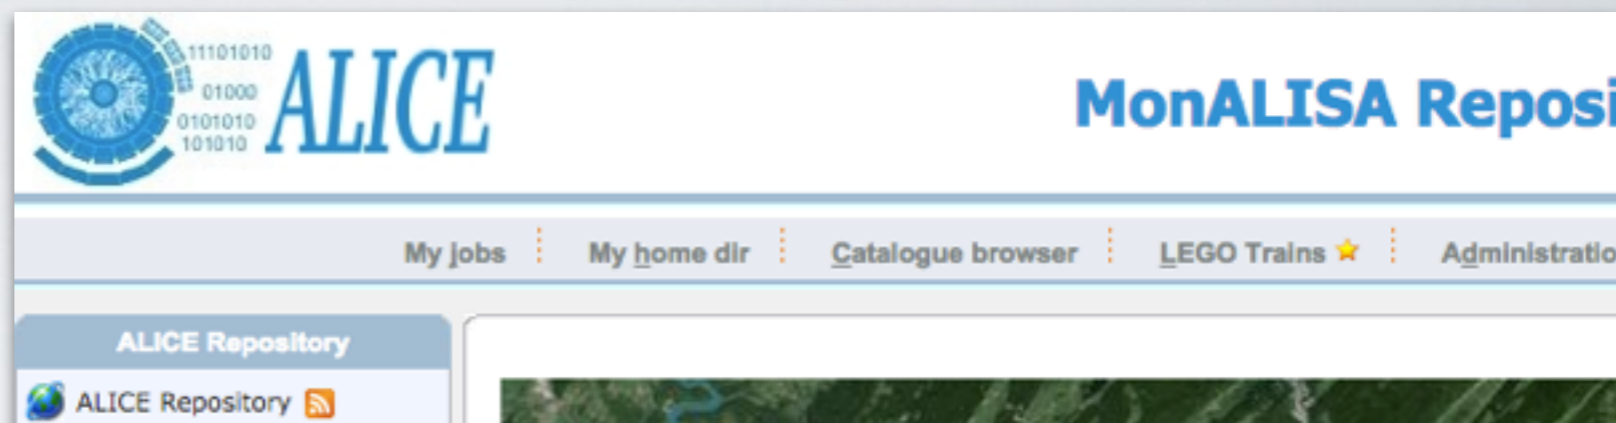 11101010
01000
0101010
101010
ALICE
MonALISA Reposi
My jobs My home dir Catalogue browser LEGO Trains Administratio
ALICE Repository
ALICE Repository